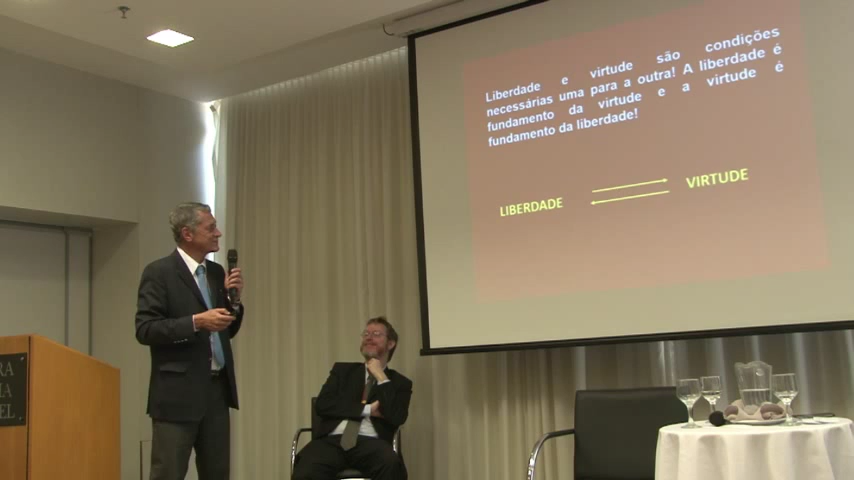 Liberdade e virtude são condições
necessárias uma para a outra! A liberdade é
fundamento da virtude e a virtude é
fundamento da liberdade!
LIBERDADE
VIRTUDE